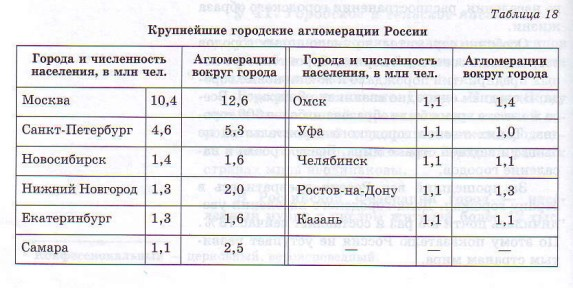 Таблица 18
Крупнейшие городские агломерации России
Города и численность населения, в млн чел. Агломерации вокруг города Города и численность населения, в млн чел. Агломерации вокруг города
Москва 10,4 12,6 Омск 1,1 1,4
Санкт-Петербург 4,6 5,3 Уфа 1,1 1,0
Новосибирск 1,4 1,6 Челябинск 1,1 1,1
Нижний Новгород 1,3 2,0 Ростов-на-Дону 1,1 1,3
Екатеринбург 1,3 1,6 Казань 1,1 1,1
Самара 1,1 2,5 — — —